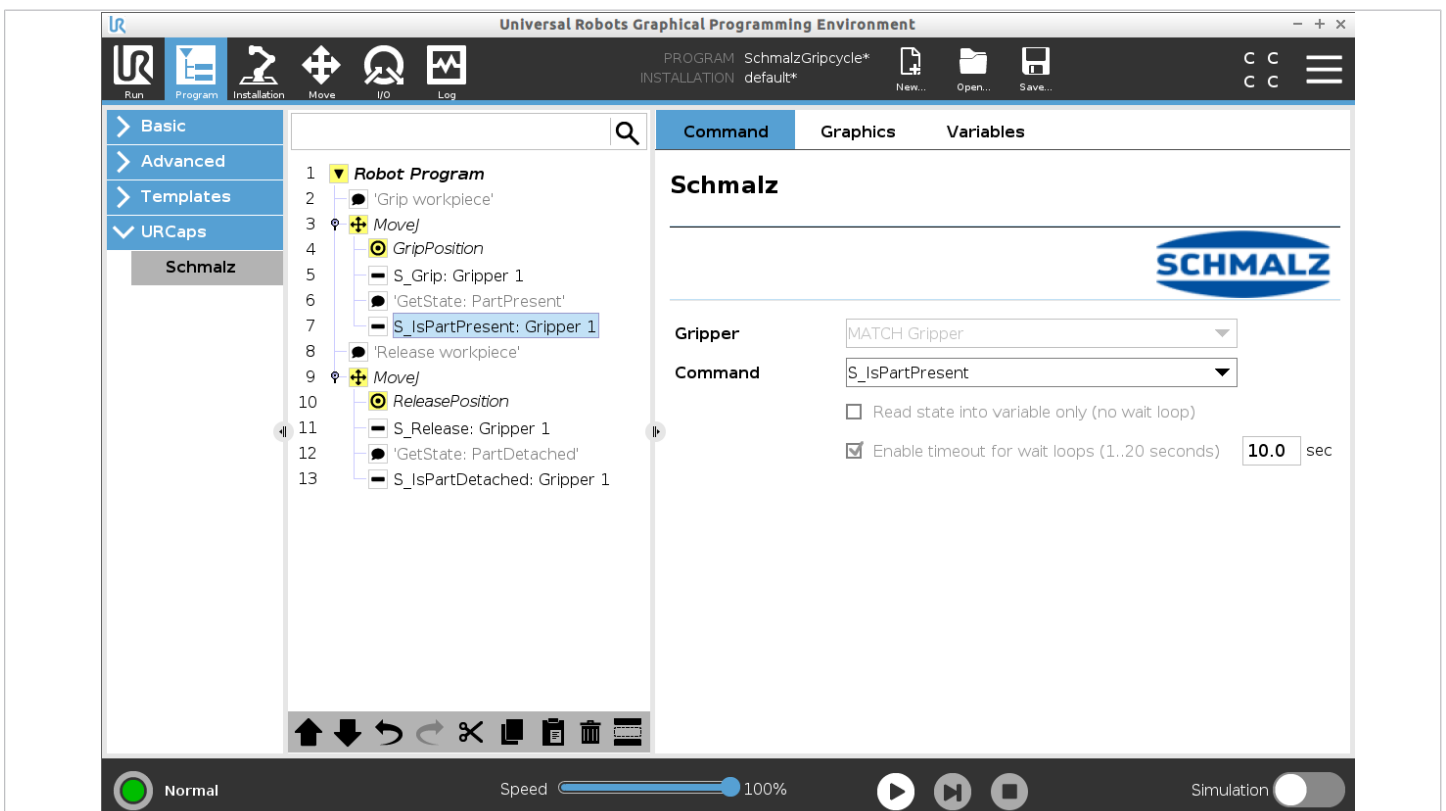 UR
Universal Robots Graphical Programming Environment
Run
Program
Installation
Move
I/O
Log
PROGRAM SchmalzGripcycle*
INSTALLATION default*
New...
Open...
Save...
C C
C C
Basic
Advanced
Templates
URCaps
Schmalz
1 Robot Program
2 'Grip workpiece'
3 MoveJ
4 GripPosition
5 S_Grip: Gripper 1
6 'GetState: PartPresent'
7 S_IsPartPresent: Gripper 1
8 'Release workpiece'
9 MoveJ
10 ReleasePosition
11 S_Release: Gripper 1
12 'GetState: PartDetached'
13 S_IsPartDetached: Gripper 1
Command Graphics Variables
Schmalz
SCHMALZ
Gripper MATCH Gripper
Command S_IsPartPresent
Read state into variable only (no wait loop)
Enable timeout for wait loops (1..20 seconds) 10.0 sec
Normal
Speed 100%
Simulation